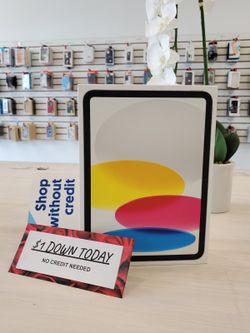 Shop
without
credit
$1 DOWN TODAY
NO CREDIT NEEDED